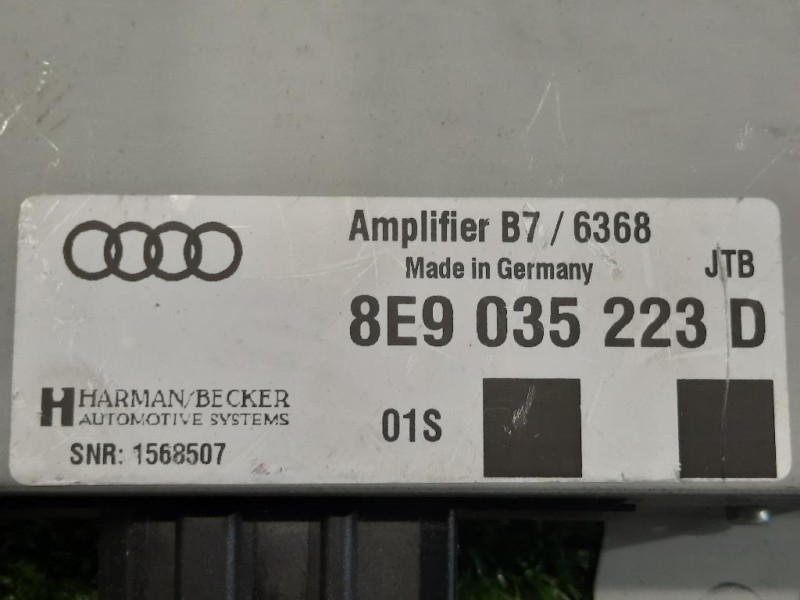 Amplifier B7 / 6368
Made in Germany
JTB
8E9 035 223 D
HARMAN/BECKER
AUTOMOTIVE SYSTEMS
01S
SNR: 1568507